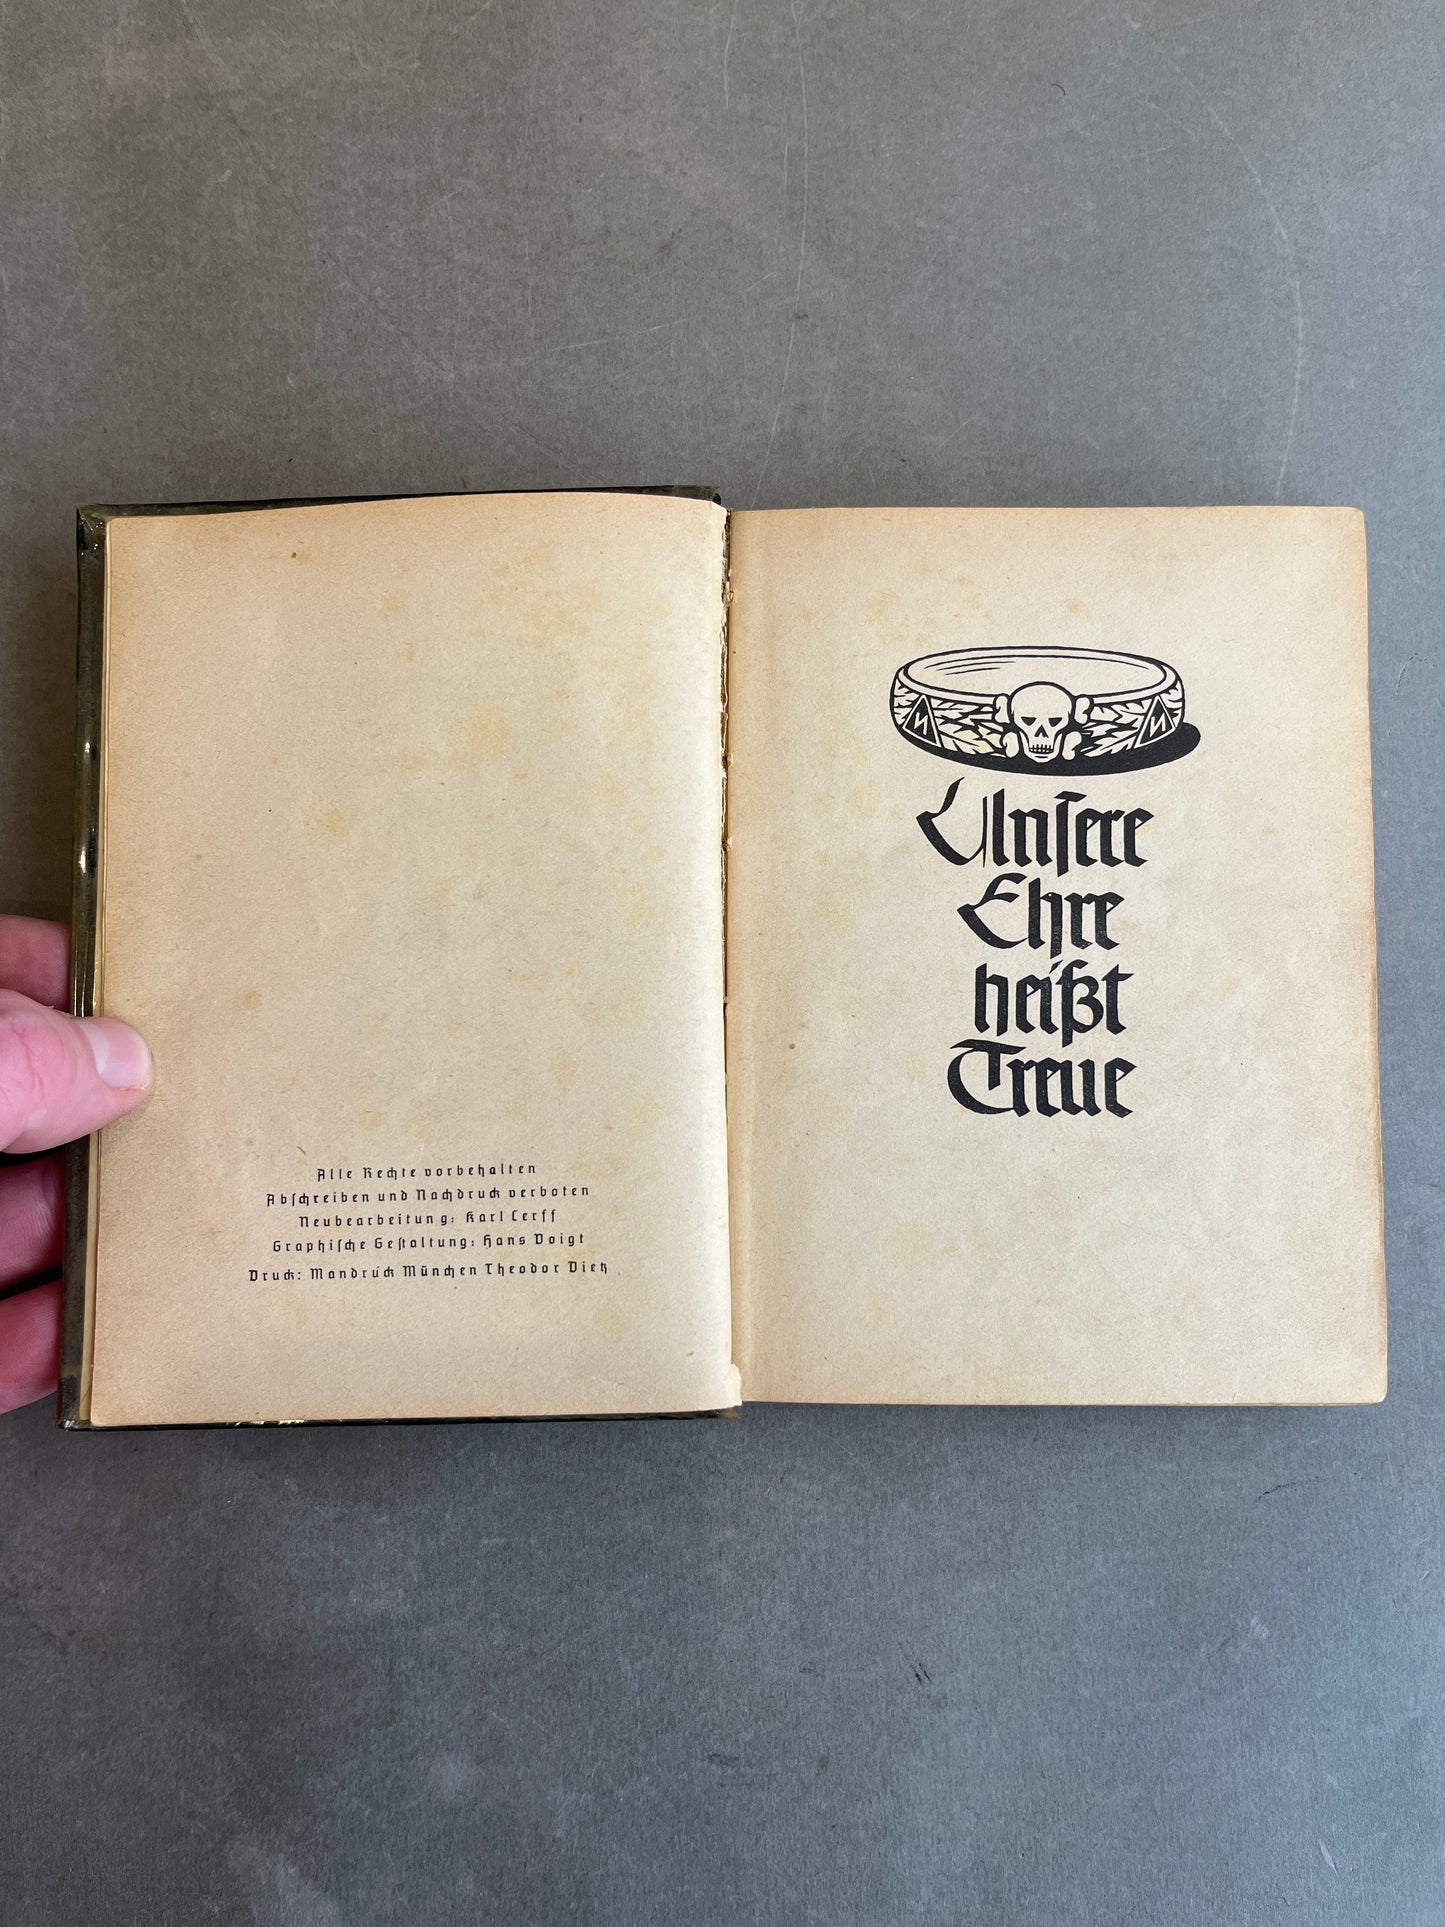 Alle Rechte vorbehalten
Abschreiben und Nachdruck verboten
Neubearbeitung: Karl Cerff
Graphische Gestaltung: Hans Voigt
Druck: Mandruck München Theodor Dietz
Unsere
Ehre
heißt
Treue